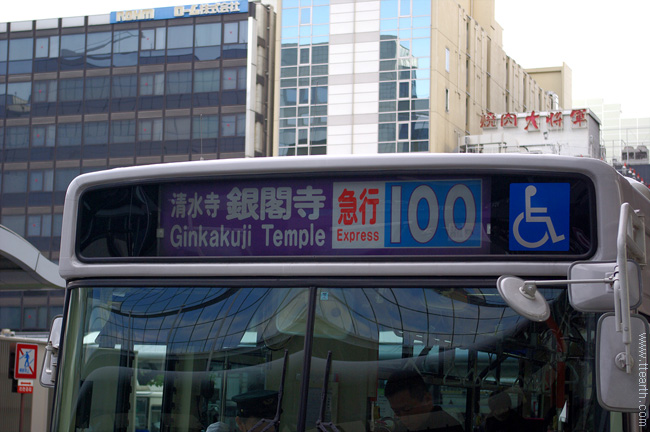 焼肉大将軍
清水寺 銀閣寺 急行 100
Ginkakuji Temple Express
www.ttearth.com